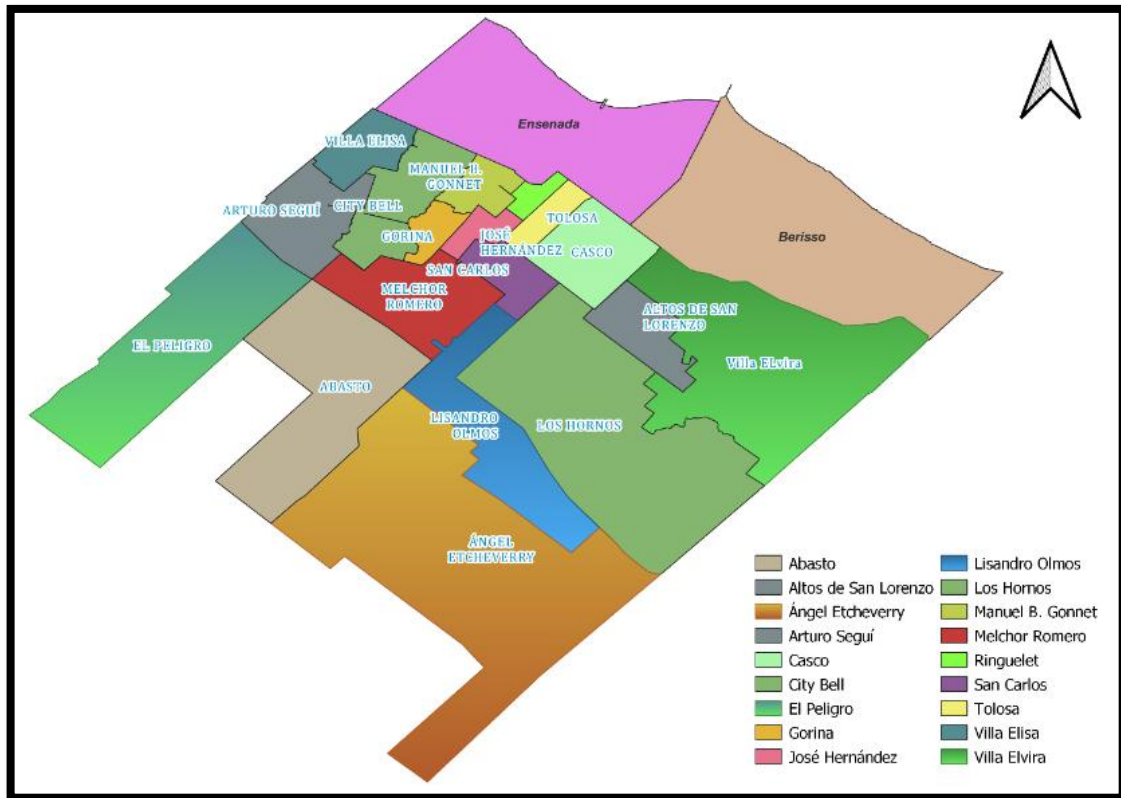 Ensenada
VILLA ELISA
MANUEL B.
GONNET
CITY BELL
ARTURO SEGUÍ
TOLOSA
GORINA
JOSÉ
HERNÁNDEZ
CASCO
Berisso
SAN CARLOS
MELCHOR
ROMERO
ALTOS DE SAN
LORENZO
EL PELIGRO
Villa ELvira
ABASTO
LISANDRO
OLMOS
LOS HORNOS
ÁNGEL
ETCHEVERRY
Abasto
Altos de San Lorenzo
Ángel Etcheverry
Arturo Seguí
Casco
City Bell
El Peligro
Gorina
José Hernández
Lisandro Olmos
Los Hornos
Manuel B. Gonnet
Melchor Romero
Ringuelet
San Carlos
Tolosa
Villa Elisa
Villa Elvira